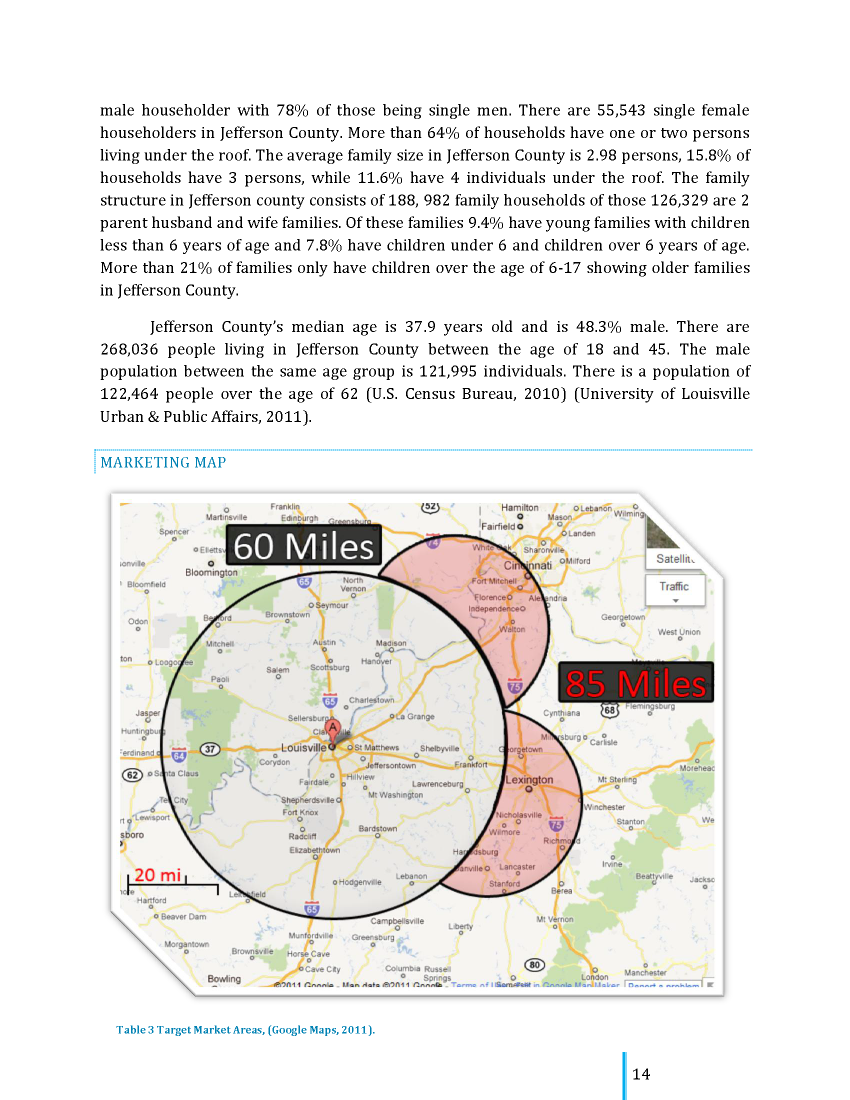 male householder with 78% of those being single men. There are 55,543 single female
householders in Jefferson County. More than 64% of households have one or two persons
living under the roof. The average family size in Jefferson County is 2.98 persons, 15.8% of
households have 3 persons, while 11.6% have 4 individuals under the roof. The family
structure in Jefferson county consists of 188, 982 family households of those 126,329 are 2
parent husband and wife families. Of these families 9.4% have young families with children
less than 6 years of age and 7.8% have children under 6 and children over 6 years of age.
More than 21% of families only have children over the age of 6-17 showing older families
in Jefferson County.
Jefferson County’s median age is 37.9 years old and is 48.3% male. There are
268,036 people living in Jefferson County between the age of 18 and 45. The male
population between the same age group is 121,995 individuals. There is a population of
122,464 people over the age of 62 (U.S. Census Bureau, 2010) (University of Louisville
Urban & Public Affairs, 2011).
MARKETING MAP
Franklin
Martinsville
Edinburgh
Greensburg
52
Hamilton
Lebanon
Mason
Wilming
Fairfield
Landen
Spencer
60 Miles
74
White Oak
Sharonville
Milford
Satellit
Cincinnati
Bloomington
Bloomfield
65
North
Vernon
Fort Mitchell
Traffic
Florence
Alexandria
Seymour
Independence
Odon
Bedford
Brownstown
Georgetown
Walton
West Union
Mitchell
Austin
Madison
Loogootee
Salem
Scottsburg
Hanover
Paoli
75
85 Miles
65
Charlestown
68
Flemingsburg
Jasper
Sellersburg
A
La Grange
Cynthiana
Huntingburg
Millersburg
Carlisle
Ferdinand
64
37
Louisville
St Matthews
Shelbyville
Georgetown
Corydon
Jeffersontown
Frankfort
62
Santa Claus
Hillview
Fairdale
Lawrenceburg
Lexington
Mt Sterling
Morehead
Tell City
Shepherdsville
Mt Washington
Winchester
Lewisport
Fort Knox
Nicholasville
75
Stanton
We
sboro
Radcliff
Bardstown
Wilmore
Richmond
Elizabethtown
Harrodsburg
Irvine
20 mi
Danville
Lancaster
Beattyville
Jackso
Hodgenville
Lebanon
Stanford
Berea
Hartford
Leitchfield
65
Beaver Dam
Campbellsville
Liberty
Mt Vernon
Munfordville
Greensburg
Morgantown
Brownsville
Horse Cave
80
Cave City
Columbia
Russell
Springs
London
Manchester
Bowling
©2011 Google - Map data ©2011 Google -
Terms of Use
Edit in Google Map Maker
Report a problem
Table 3 Target Market Areas, (Google Maps, 2011).
14